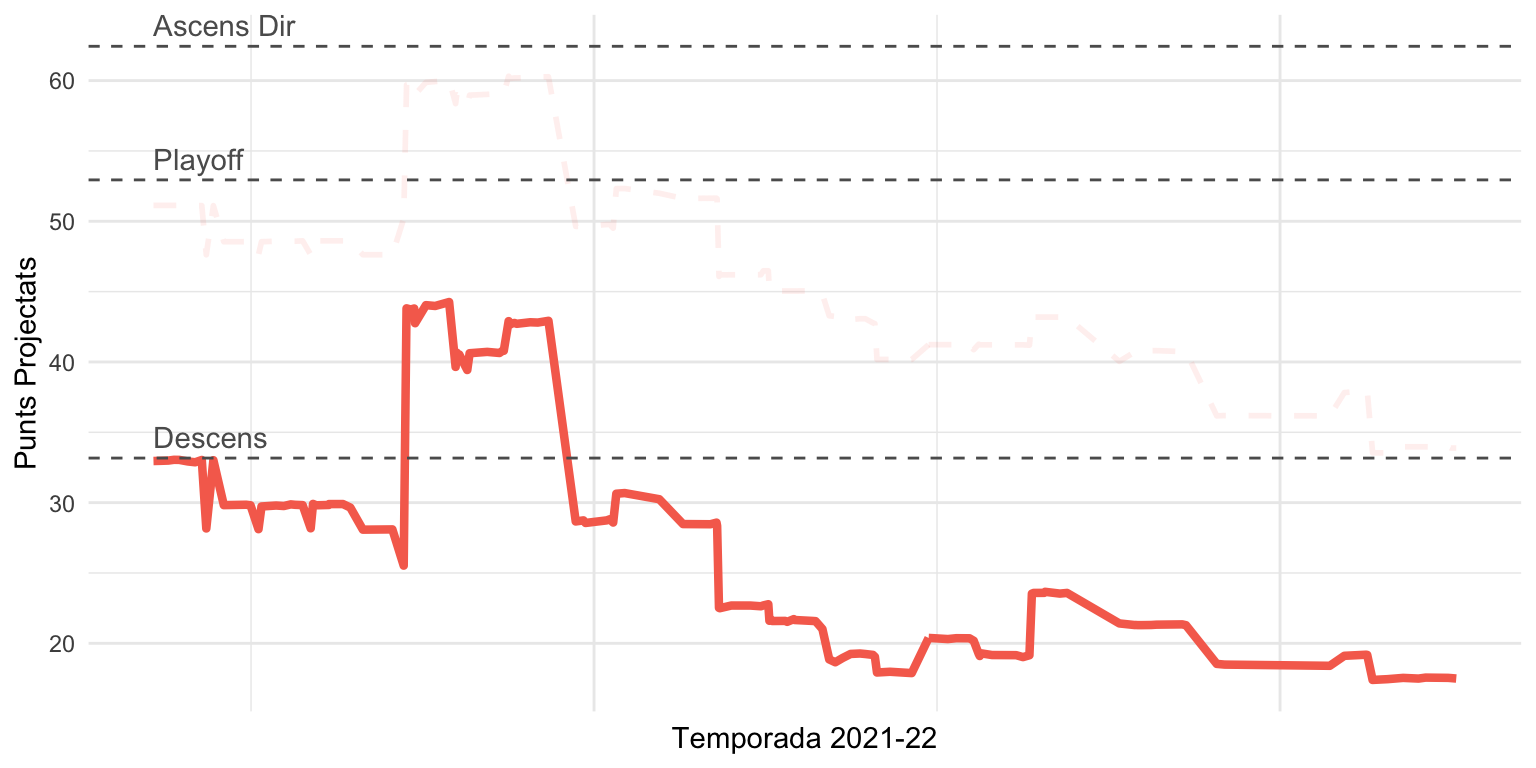 Ascens Dir
60
Playoff
50
40
Descens
30
20
Punts Projectats
Temporada 2021-22